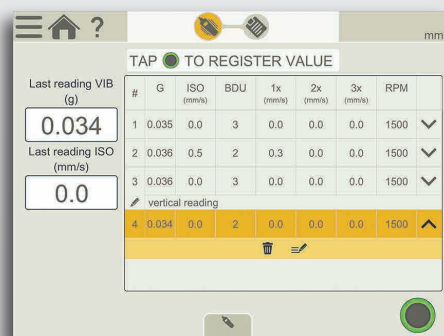 ?
mm
TAP TO REGISTER VALUE
Last reading VIB
(g)
0.034
Last reading ISO
(mm/s)
0.0
# G ISO (mm/s) BDU 1x (mm/s) 2x (mm/s) 3x (mm/s) RPM
1 0.035 0.0 3 0.0 0.0 0.0 1500
2 0.036 0.5 2 0.3 0.0 0.0 1500
3 0.036 0.0 3 0.0 0.0 0.0 1500
vertical reading
4 0.034 0.0 2 0.0 0.0 0.0 1500